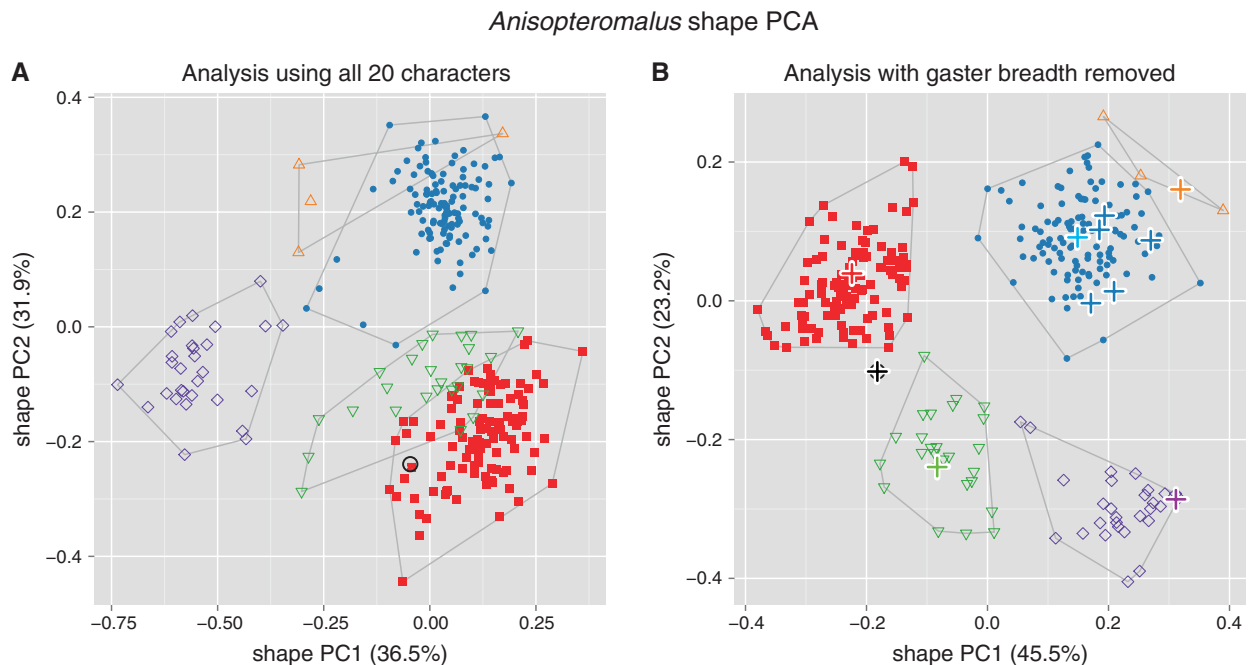 Anisopteromalus shape PCA
A
Analysis using all 20 characters
0.4
0.2
0.0
−0.2
−0.4
shape PC2 (31.9%)
−0.75
−0.50
−0.25
0.00
0.25
shape PC1 (36.5%)
B
Analysis with gaster breadth removed
0.2
0.0
−0.2
−0.4
shape PC2 (23.2%)
−0.4
−0.2
0.0
0.2
0.4
shape PC1 (45.5%)